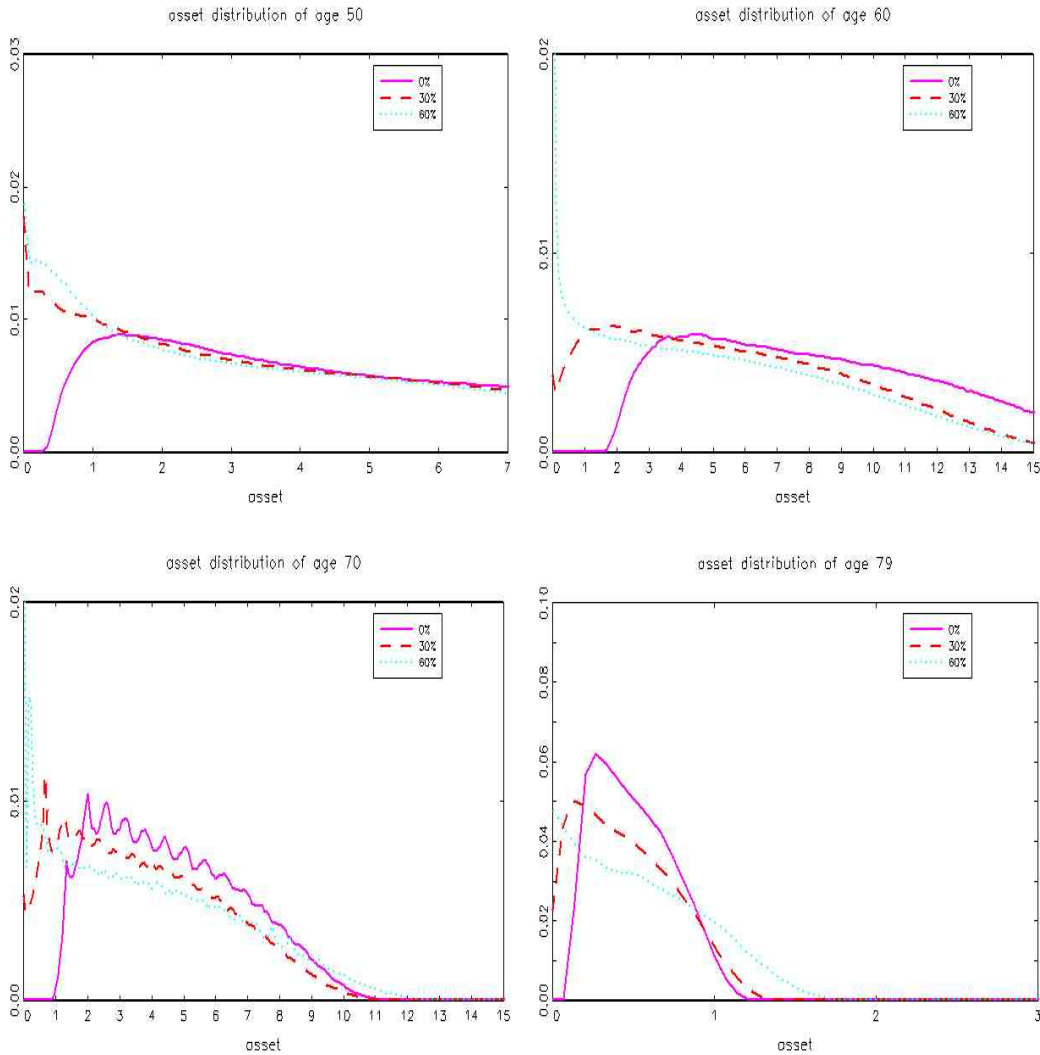 asset distribution of age 50
0.03
0.02
0.01
0.00
0%
30%
60%
0 1 2 3 4 5 6 7
asset
asset distribution of age 60
0.02
0.01
0.00
0%
30%
60%
0 1 2 3 4 5 6 7 8 9 10 11 12 13 14 15
asset
asset distribution of age 70
0.02
0.01
0.00
0%
30%
60%
0 1 2 3 4 5 6 7 8 9 10 11 12 13 14 15
asset
asset distribution of age 79
0.10
0.08
0.06
0.04
0.02
0.00
0%
30%
60%
0 1 2 3
asset